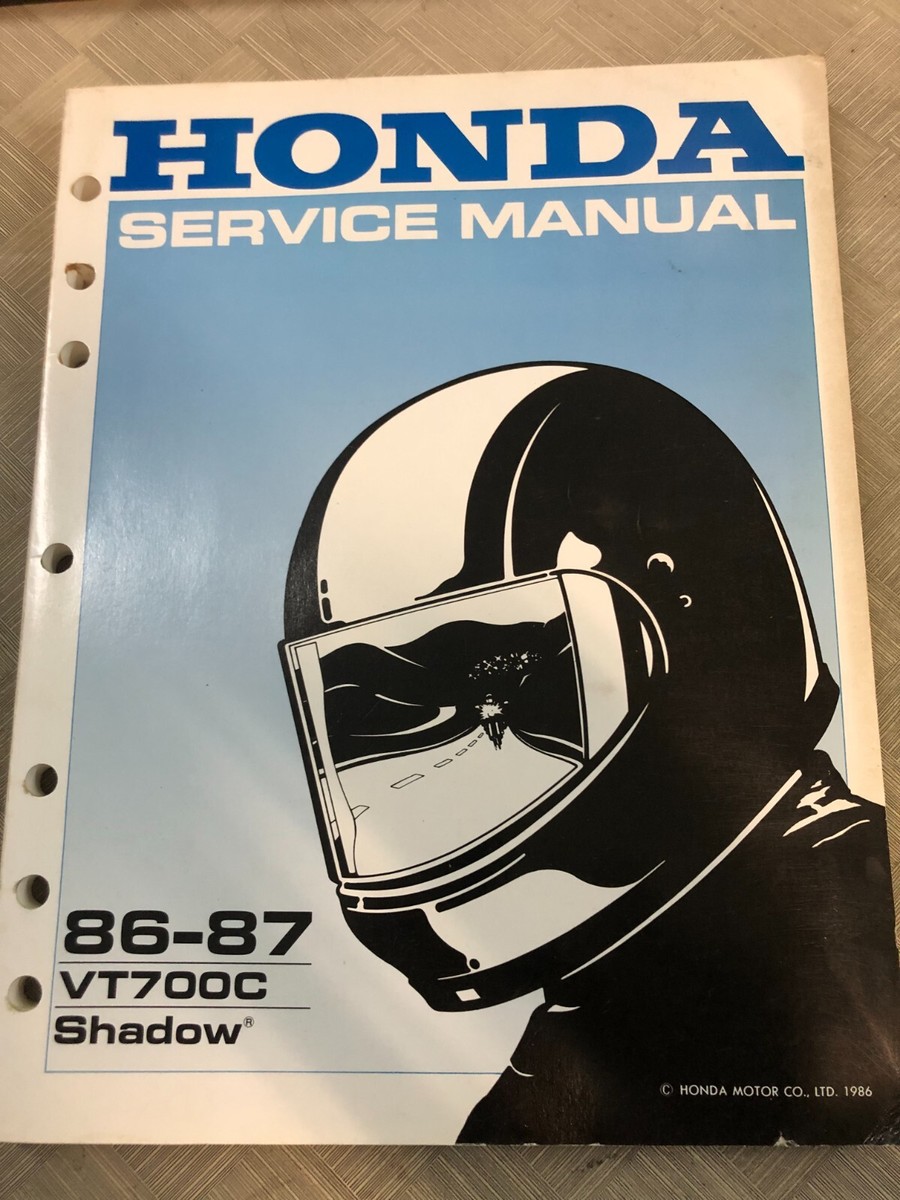 HONDA
SERVICE MANUAL
86-87
VT700C
Shadow®
© HONDA MOTOR CO., LTD. 1986